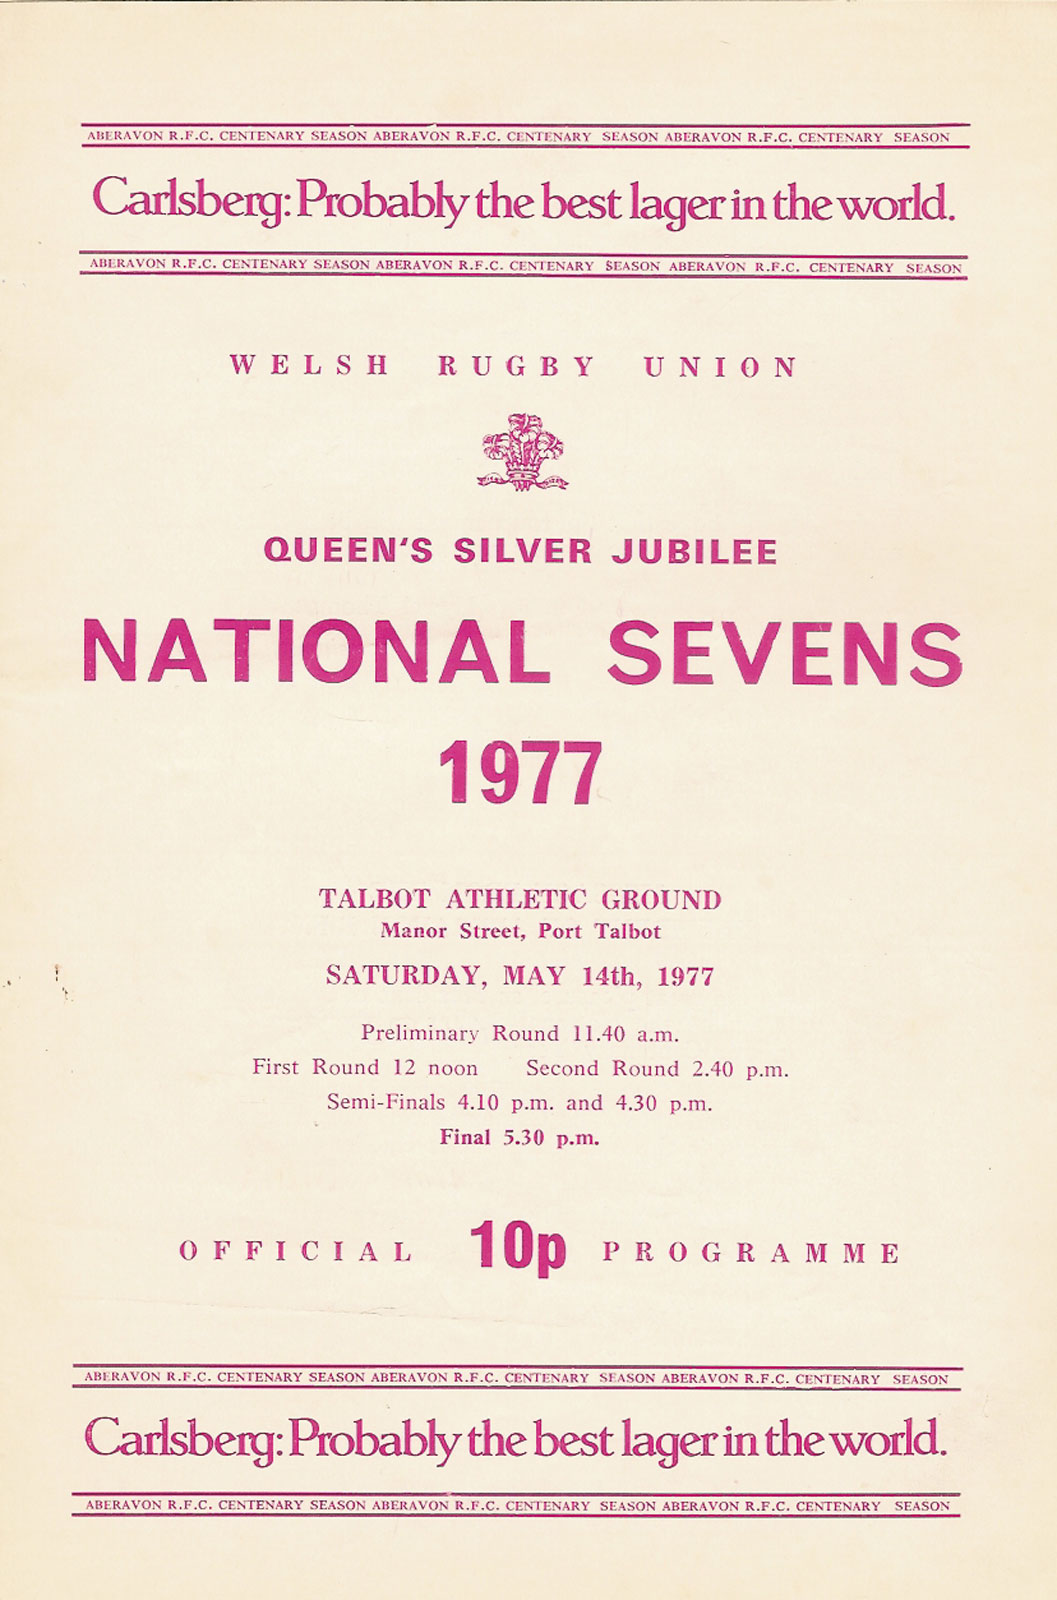 ABERAVON R.F.C. CENTENARY SEASON ABERAVON R.F.C. CENTENARY SEASON ABERAVON R.F.C. CENTENARY SEASON
Carlsberg: Probably the best lager in the world.
ABERAVON R.F.C. CENTENARY SEASON ABERAVON R.F.C. CENTENARY SEASON ABERAVON R.F.C. CENTENARY SEASON
WELSH RUGBY UNION
QUEEN'S SILVER JUBILEE
NATIONAL SEVENS
1977
TALBOT ATHLETIC GROUND
Manor Street, Port Talbot
SATURDAY, MAY 14th, 1977
Preliminary Round 11.40 a.m.
First Round 12 noon Second Round 2.40 p.m.
Semi-Finals 4.10 p.m. and 4.30 p.m.
Final 5.30 p.m.
OFFICIAL 10p PROGRAMME
ABERAVON R.F.C. CENTENARY SEASON ABERAVON R.F.C. CENTENARY SEASON ABERAVON R.F.C. CENTENARY SEASON
Carlsberg: Probably the best lager in the world.
ABERAVON R.F.C. CENTENARY SEASON ABERAVON R.F.C. CENTENARY SEASON ABERAVON R.F.C. CENTENARY SEASON